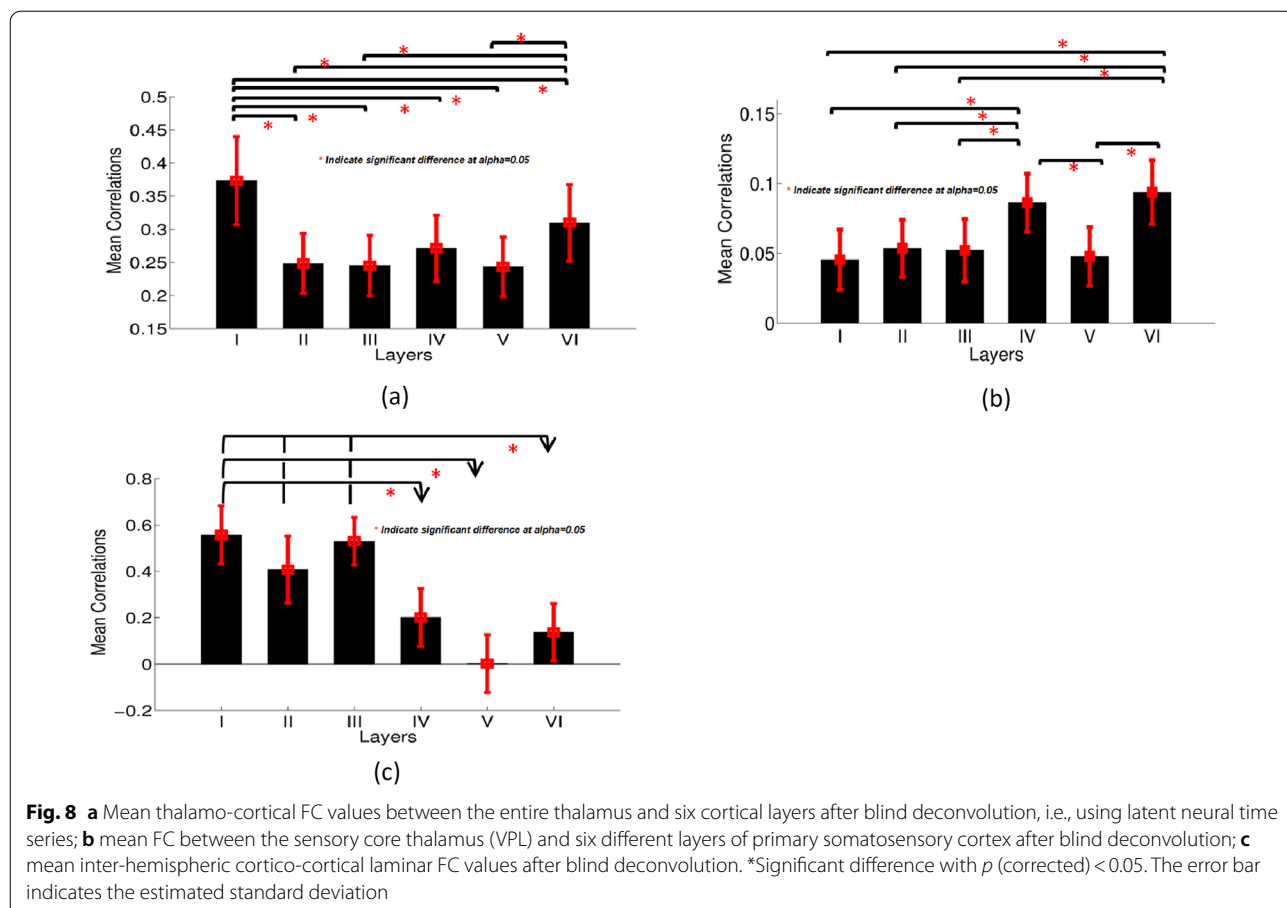 *
*
*
*
*
*
*
*
*
0.5
0.45
0.4
0.35
0.3
0.25
0.2
0.15
Mean Correlations
* Indicate significant difference at alpha=0.05
I II III IV V VI
Layers
(a)
*
*
*
*
*
*
*
*
0.15
0.1
0.05
0
Mean Correlations
* Indicate significant difference at alpha=0.05
I II III IV V VI
Layers
(b)
*
*
*
0.8
0.6
0.4
0.2
0
−0.2
Mean Correlations
* Indicate significant difference at alpha=0.05
I II III IV V VI
Layers
(c)
Fig. 8 a Mean thalamo-cortical FC values between the entire thalamus and six cortical layers after blind deconvolution, i.e., using latent neural time
series; b mean FC between the sensory core thalamus (VPL) and six different layers of primary somatosensory cortex after blind deconvolution; c
mean inter-hemispheric cortico-cortical laminar FC values after blind deconvolution. *Significant difference with p (corrected) < 0.05. The error bar
indicates the estimated standard deviation